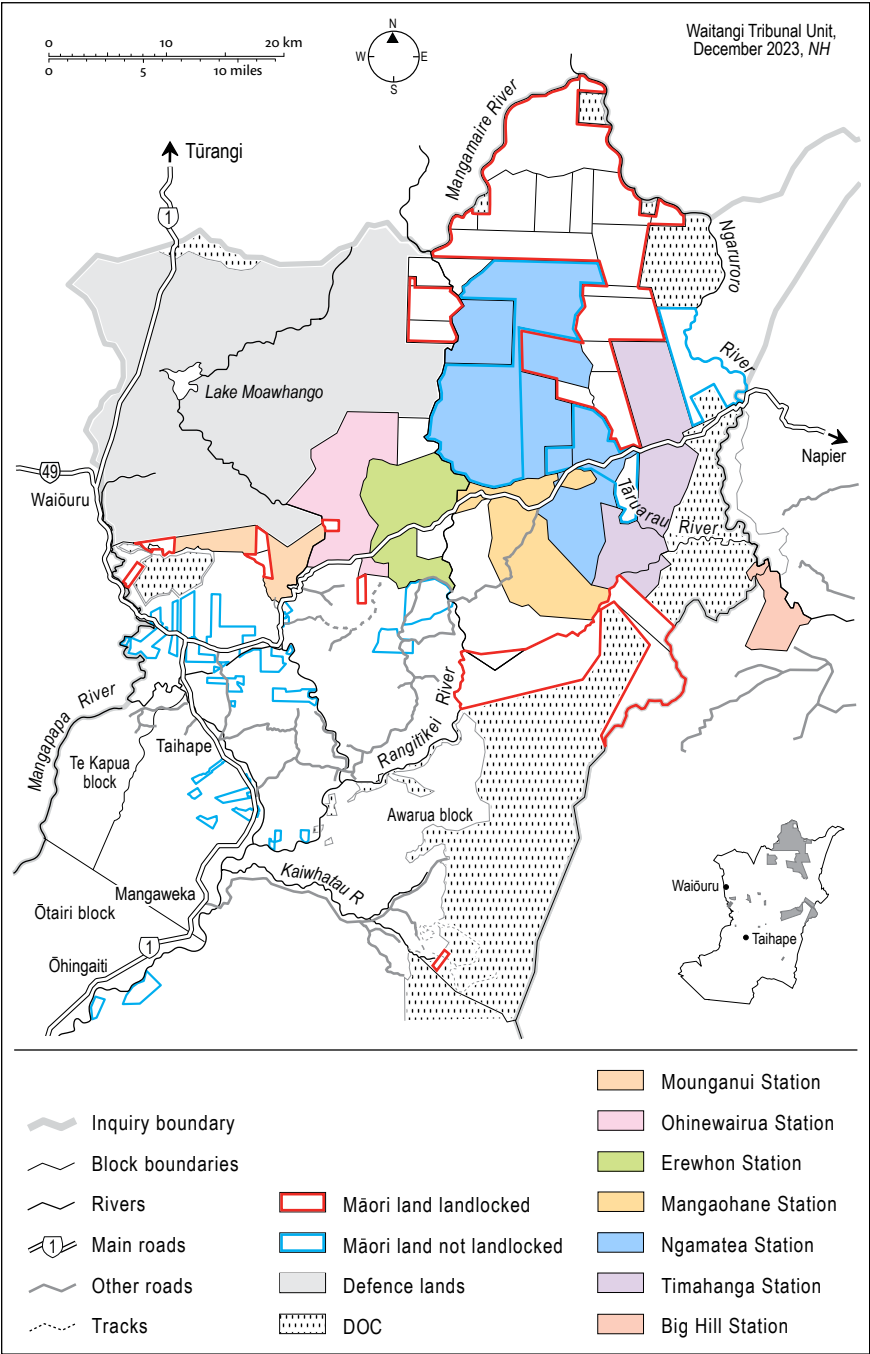 0 10 20 km
0 5 10 miles
N
W E
S
Waitangi Tribunal Unit,
December 2023, NH
Tūrangi
1
Mangamaire River
Ngaruroro
River
Lake Moawhango
49
Waiōuru
Napier
Tāruarau River
Mangapapa River
Taihape
Te Kapua
block
Rangitīkei River
Awarua block
Kaiwhatau R
Mangaweka
Ōtairi block
1
Ōhingaiti
Waiōuru
Taihape
Inquiry boundary
Block boundaries
Rivers
1 Main roads
Other roads
Tracks
Māori land landlocked
Māori land not landlocked
Defence lands
DOC
Mounganui Station
Ohinewairua Station
Erewhon Station
Mangaohane Station
Ngamatea Station
Timahanga Station
Big Hill Station